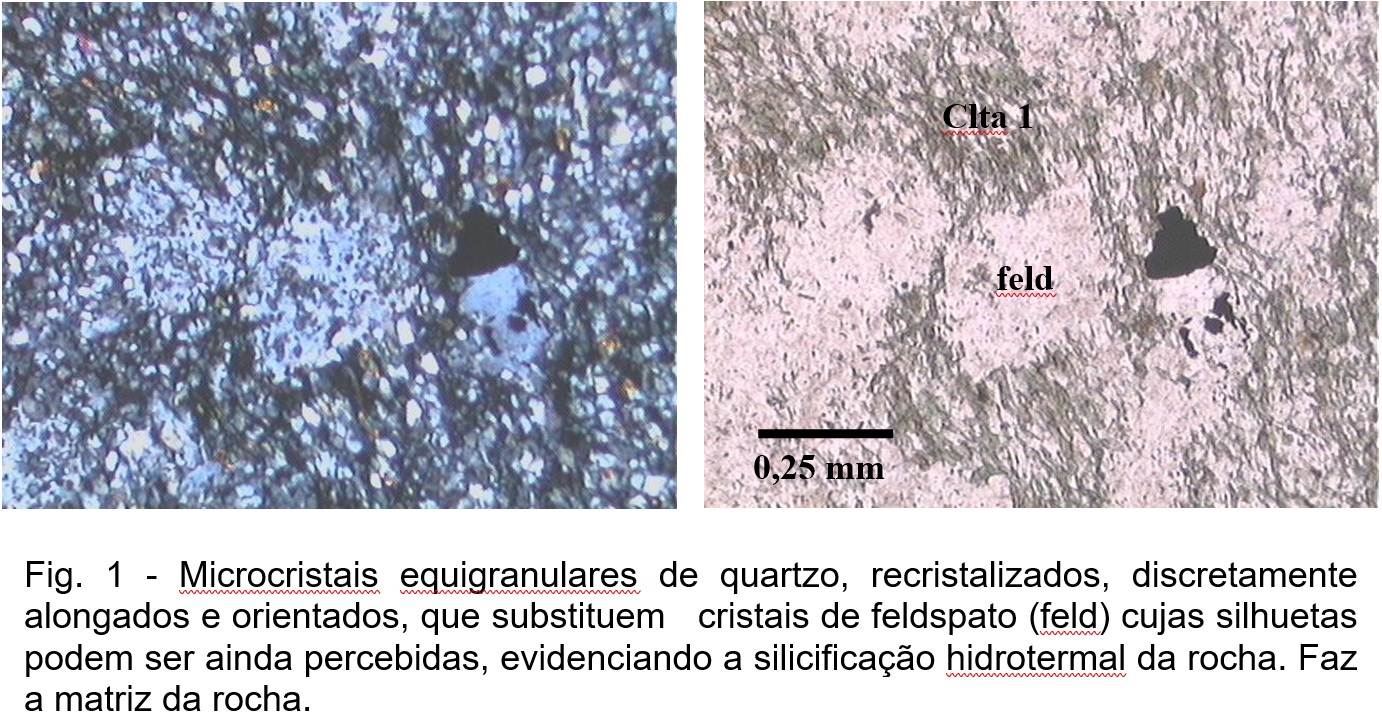 Clta 1
feld
0,25 mm
Fig. 1 - Microcristais equigranulares de quartzo, recristalizados, discretamente
alongados e orientados, que substituem cristais de feldspato (feld) cujas silhuetas
podem ser ainda percebidas, evidenciando a silicificação hidrotermal da rocha. Faz
a matriz da rocha.